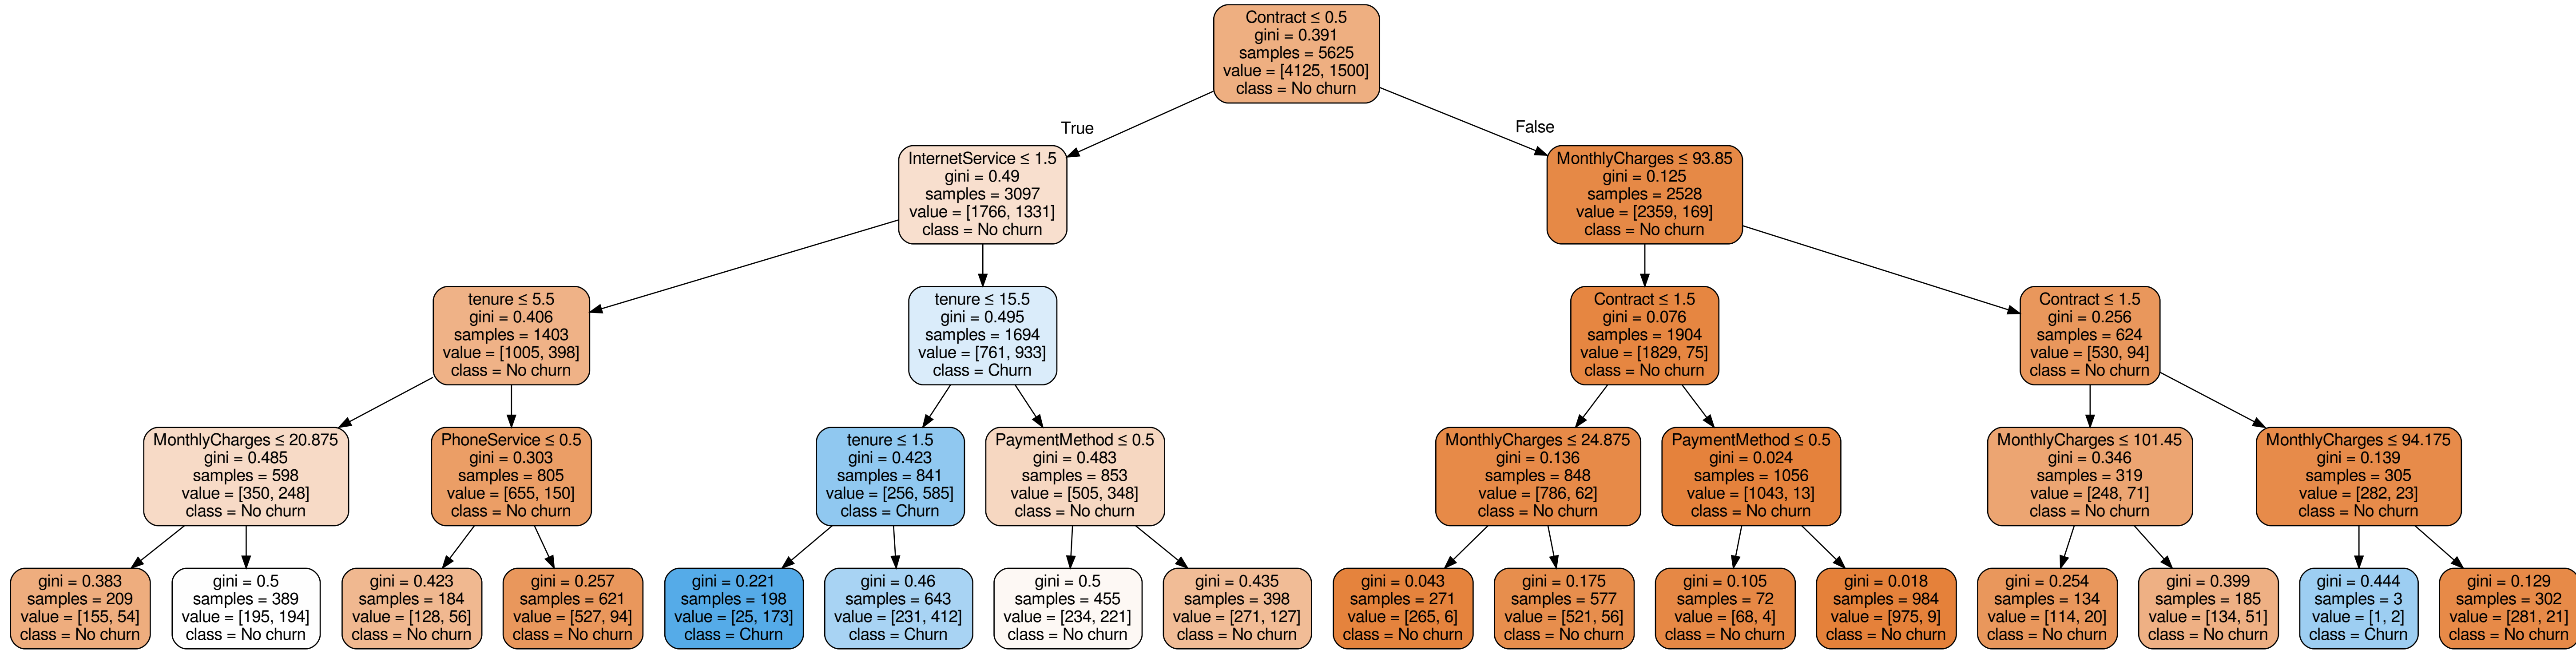 Contract ≤ 0.5
gini = 0.391
samples = 5625
value = [4125, 1500]
class = No churn
True
False
InternetService ≤ 1.5
gini = 0.49
samples = 3097
value = [1766, 1331]
class = No churn
MonthlyCharges ≤ 93.85
gini = 0.125
samples = 2528
value = [2359, 169]
class = No churn
tenure ≤ 5.5
gini = 0.406
samples = 1403
value = [1005, 398]
class = No churn
tenure ≤ 15.5
gini = 0.495
samples = 1694
value = [761, 933]
class = Churn
Contract ≤ 1.5
gini = 0.076
samples = 1904
value = [1829, 75]
class = No churn
Contract ≤ 1.5
gini = 0.256
samples = 624
value = [530, 94]
class = No churn
MonthlyCharges ≤ 20.875
gini = 0.485
samples = 598
value = [350, 248]
class = No churn
PhoneService ≤ 0.5
gini = 0.303
samples = 805
value = [655, 150]
class = No churn
tenure ≤ 1.5
gini = 0.423
samples = 841
value = [256, 585]
class = Churn
PaymentMethod ≤ 0.5
gini = 0.483
samples = 853
value = [505, 348]
class = No churn
MonthlyCharges ≤ 24.875
gini = 0.136
samples = 848
value = [786, 62]
class = No churn
PaymentMethod ≤ 0.5
gini = 0.024
samples = 1056
value = [1043, 13]
class = No churn
MonthlyCharges ≤ 101.45
gini = 0.346
samples = 319
value = [248, 71]
class = No churn
MonthlyCharges ≤ 94.175
gini = 0.139
samples = 305
value = [282, 23]
class = No churn
gini = 0.383
samples = 209
value = [155, 54]
class = No churn
gini = 0.5
samples = 389
value = [195, 194]
class = No churn
gini = 0.423
samples = 184
value = [128, 56]
class = No churn
gini = 0.257
samples = 621
value = [527, 94]
class = No churn
gini = 0.221
samples = 198
value = [25, 173]
class = Churn
gini = 0.46
samples = 643
value = [231, 412]
class = Churn
gini = 0.5
samples = 455
value = [234, 221]
class = No churn
gini = 0.435
samples = 398
value = [271, 127]
class = No churn
gini = 0.043
samples = 271
value = [265, 6]
class = No churn
gini = 0.175
samples = 577
value = [521, 56]
class = No churn
gini = 0.105
samples = 72
value = [68, 4]
class = No churn
gini = 0.018
samples = 984
value = [975, 9]
class = No churn
gini = 0.254
samples = 134
value = [114, 20]
class = No churn
gini = 0.399
samples = 185
value = [134, 51]
class = No churn
gini = 0.444
samples = 3
value = [1, 2]
class = Churn
gini = 0.129
samples = 302
value = [281, 21]
class = No churn